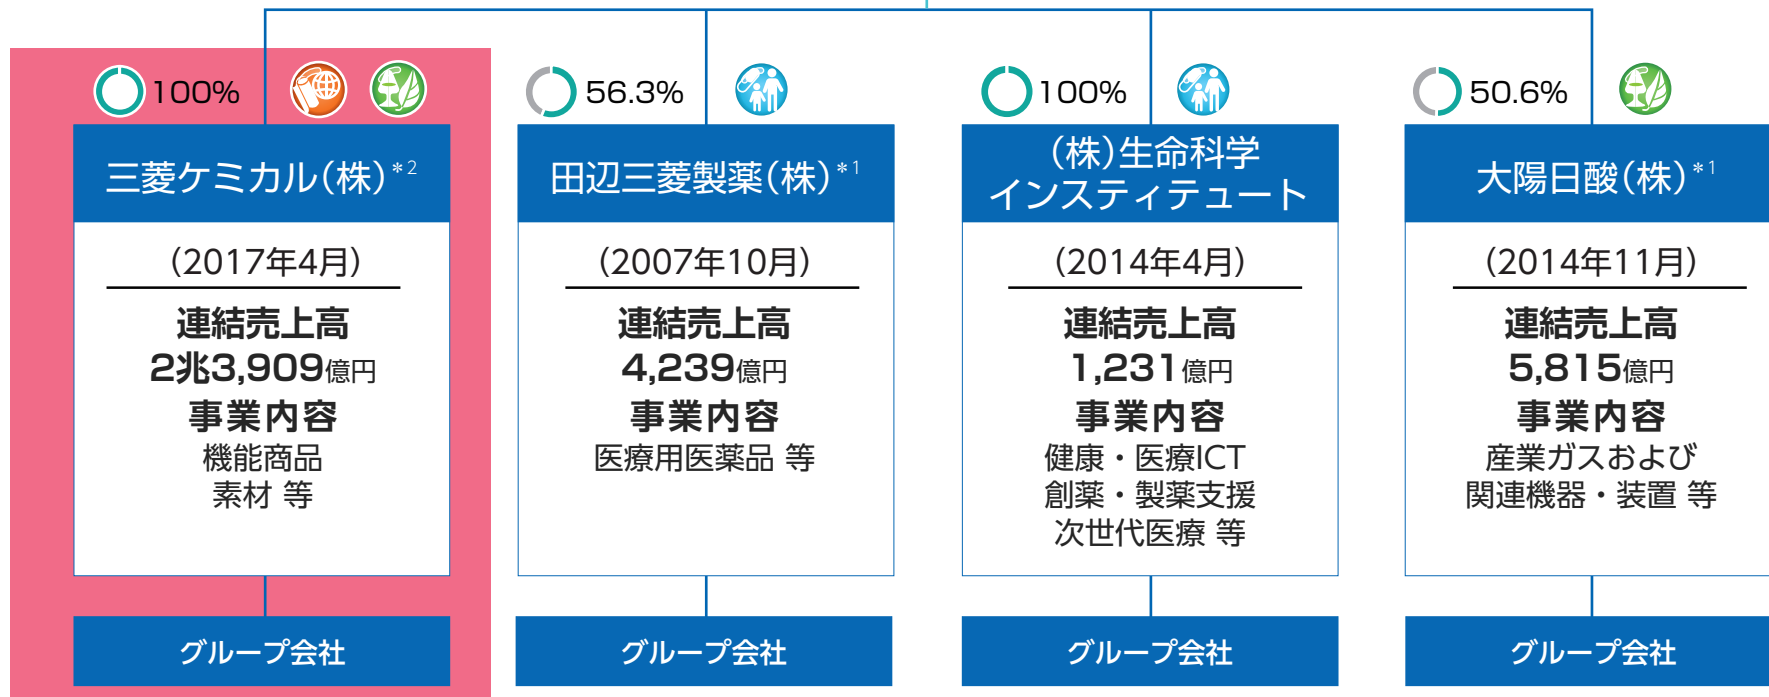 100%
三菱ケミカル(株)*2
(2017年4月)
連結売上高
2兆3,909億円
事業内容
機能商品
素材 等
グループ会社
56.3%
田辺三菱製薬(株)*1
(2007年10月)
連結売上高
4,239億円
事業内容
医療用医薬品 等
グループ会社
100%
(株)生命科学
インスティテュート
(2014年4月)
連結売上高
1,231億円
事業内容
健康・医療ICT
創薬・製薬支援
次世代医療 等
グループ会社
50.6%
大陽日酸(株)*1
(2014年11月)
連結売上高
5,815億円
事業内容
産業ガスおよび
関連機器・装置 等
グループ会社